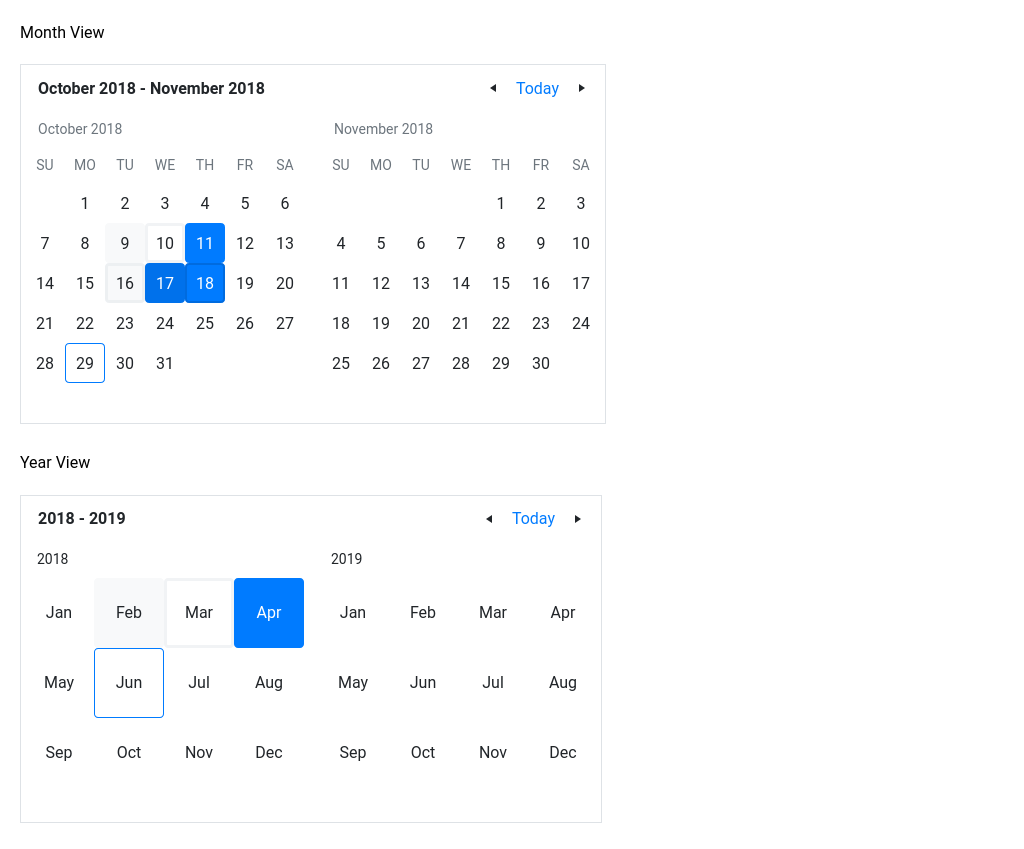 Month View
October 2018 - November 2018 Today
October 2018 November 2018
SU MO TU WE TH FR SA SU MO TU WE TH FR SA
1 2 3 4 5 6 1 2 3
7 8 9 10 11 12 13 4 5 6 7 8 9 10
14 15 16 17 18 19 20 11 12 13 14 15 16 17
21 22 23 24 25 26 27 18 19 20 21 22 23 24
28 29 30 31 25 26 27 28 29 30
Year View
2018 - 2019 Today
2018 2019
Jan Feb Mar Apr Jan Feb Mar Apr
May Jun Jul Aug May Jun Jul Aug
Sep Oct Nov Dec Sep Oct Nov Dec